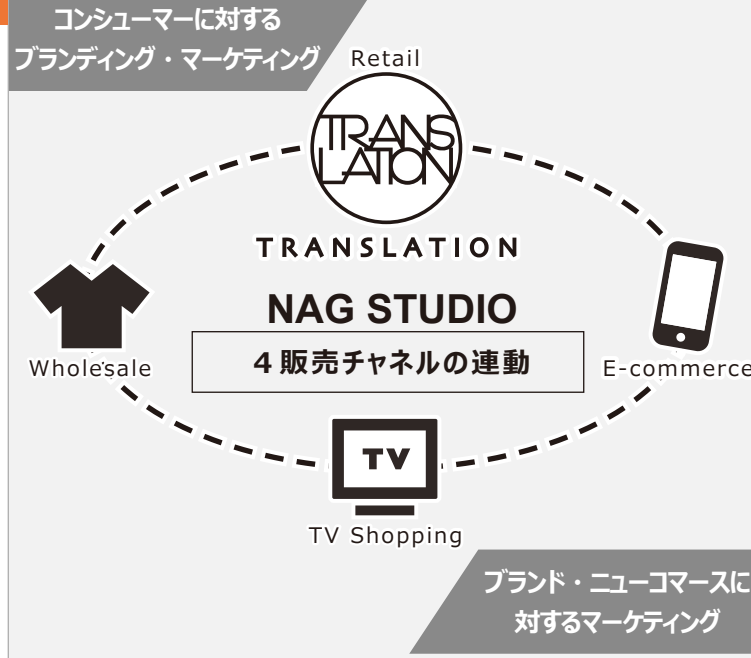 コンシューマーに対する
ブランディング・マーケティング
Retail
TRANS
LATION
TRANSLATION
NAG STUDIO
4販売チャネルの連動
Wholesale
E-commerce
TV
TV Shopping
ブランド・ニューコマースに
対するマーケティング